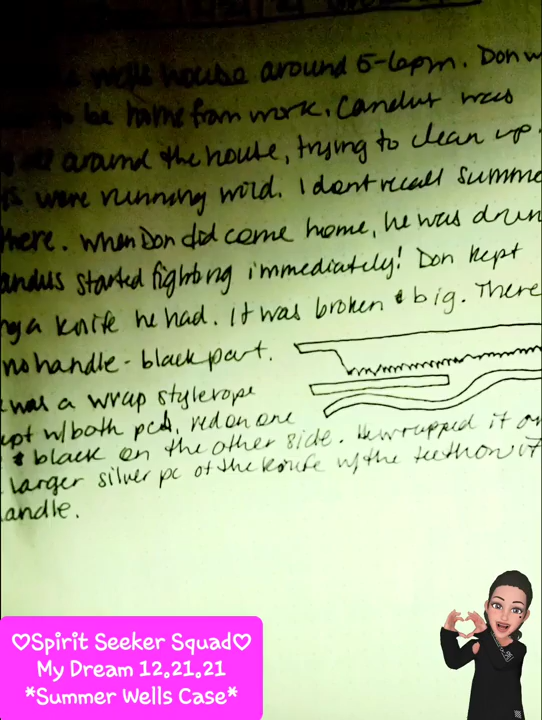 wells house around 5-6pm. Don w
to be home from work. Candus was
around the house, trying to clean up.
were running wild. I dont recall Summe
there. When Don did come home, he was drun
andus started fighting immediately! Don kept
a knife he had. It was broken & big. There
no handle - black part.
was a wrap style rope
ept w/both pcs, red on one
& black on the other side. He wrapped it on
larger silver pc of the knife w/the teeth on it
andle.
♡Spirit Seeker Squad♡
My Dream 12.21.21
*Summer Wells Case*